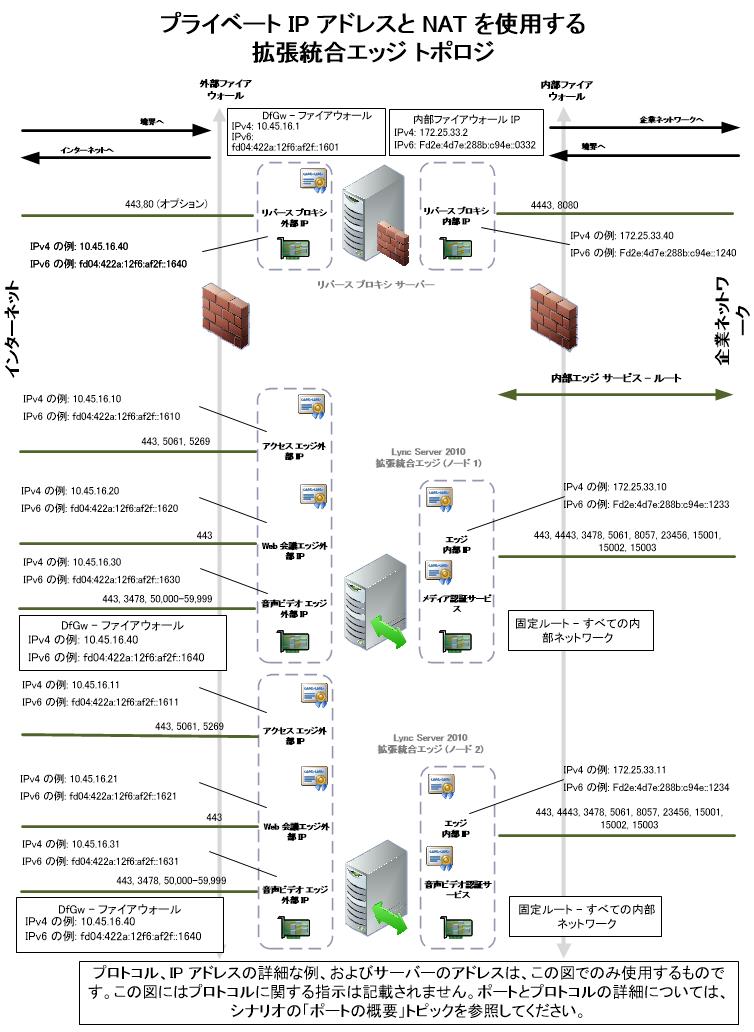 プライベート IP アドレスと NAT を使用する
拡張統合エッジ トポロジ
外部ファイア
ウォール
内部ファイア
ウォール
DfGw – ファイアウォール
IPv4: 10.45.16.1
IPv6:
fd04:422a:12f6:af2f::1601
内部ファイアウォール IP
IPv4: 172.25.33.2
IPv6: Fd2e:4d7e:288b:c94e::0332
境界へ
インターネットへ
企業ネットワークへ
境界へ
443,80 (オプション)
リバース プロキシ
外部 IP
リバース プロキシ
内部 IP
4443, 8080
IPv4 の例: 10.45.16.40
IPv6 の例: fd04:422a:12f6:af2f::1640
IPv4 の例: 172.25.33.40
IPv6 の例: Fd2e:4d7e:288b:c94e::1240
リバース プロキシ サーバー
インターネット
企業ネットワーク
内部エッジ サービス – ルート
IPv4 の例: 10.45.16.10
IPv6 の例: fd04:422a:12f6:af2f::1610
443, 5061, 5269
アクセス エッジ外
部 IP
Lync Server 2010
拡張統合エッジ (ノード 1)
IPv4 の例: 10.45.16.20
IPv6 の例: fd04:422a:12f6:af2f::1620
443
Web 会議エッジ外
部 IP
IPv4 の例: 172.25.33.10
IPv6 の例: Fd2e:4d7e:288b:c94e::1233
エッジ
内部 IP
443, 4443, 3478, 5061, 8057, 23456, 15001,
15002, 15003
IPv4 の例: 10.45.16.30
IPv6 の例: fd04:422a:12f6:af2f::1630
443, 3478, 50,000–59,999
音声ビデオ エッジ
外部 IP
メディア認証サービ
ス
DfGw – ファイアウォール
IPv4 の例: 10.45.16.40
IPv6 の例: fd04:422a:12f6:af2f::1640
固定ルート – すべての内
部ネットワーク
IPv4 の例: 10.45.16.11
IPv6 の例: fd04:422a:12f6:af2f::1611
443, 5061, 5269
アクセス エッジ外
部 IP
Lync Server 2010
拡張統合エッジ (ノード 2)
IPv4 の例: 10.45.16.21
IPv6 の例: fd04:422a:12f6:af2f::1621
443
Web 会議エッジ外
部 IP
IPv4 の例: 172.25.33.11
IPv6 の例: Fd2e:4d7e:288b:c94e::1234
エッジ
内部 IP
443, 4443, 3478, 5061, 8057, 23456, 15001,
15002, 15003
IPv4 の例: 10.45.16.31
IPv6 の例: fd04:422a:12f6:af2f::1631
443, 3478, 50,000–59,999
音声ビデオ エッジ
外部 IP
音声ビデオ認証サ
ービス
DfGw – ファイアウォール
IPv4 の例: 10.45.16.40
IPv6 の例: fd04:422a:12f6:af2f::1640
固定ルート – すべての内部
ネットワーク
プロトコル、IP アドレスの詳細な例、およびサーバーのアドレスは、この図でのみ使用するもので
す。この図にはプロトコルに関する指示は記載されません。ポートとプロトコルの詳細については、
シナリオの「ポートの概要」トピックを参照してください。